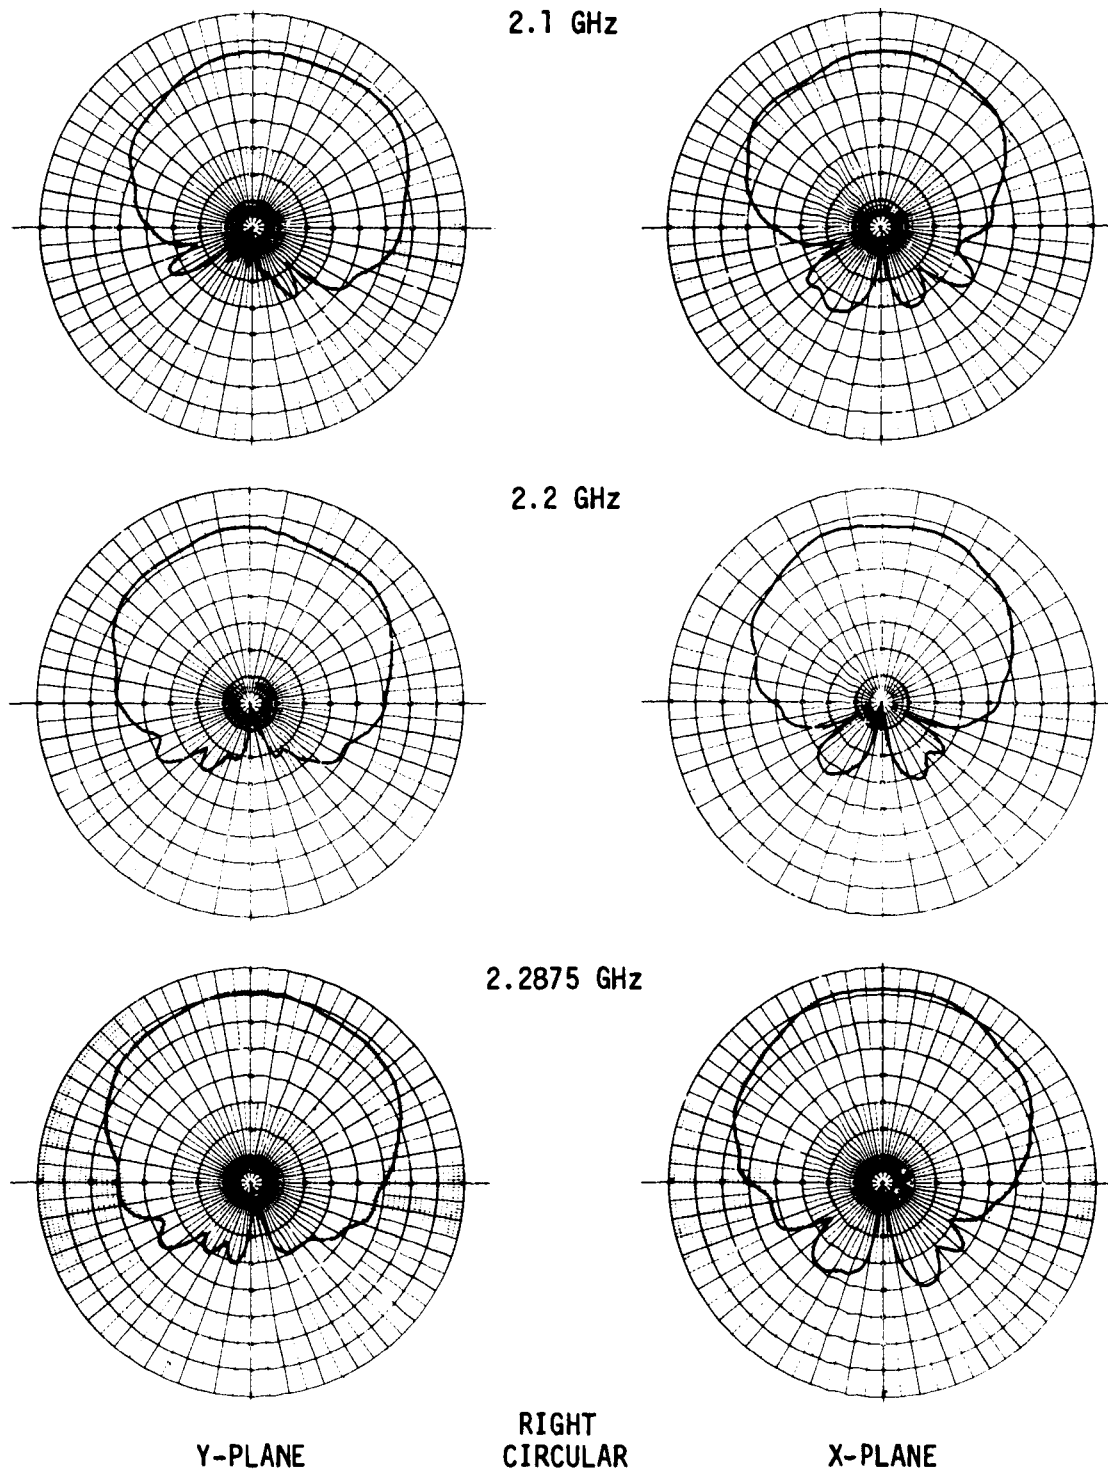 2.1 GHz
2.2 GHz
2.2875 GHz
Y-PLANE
RIGHT
CIRCULAR
X-PLANE